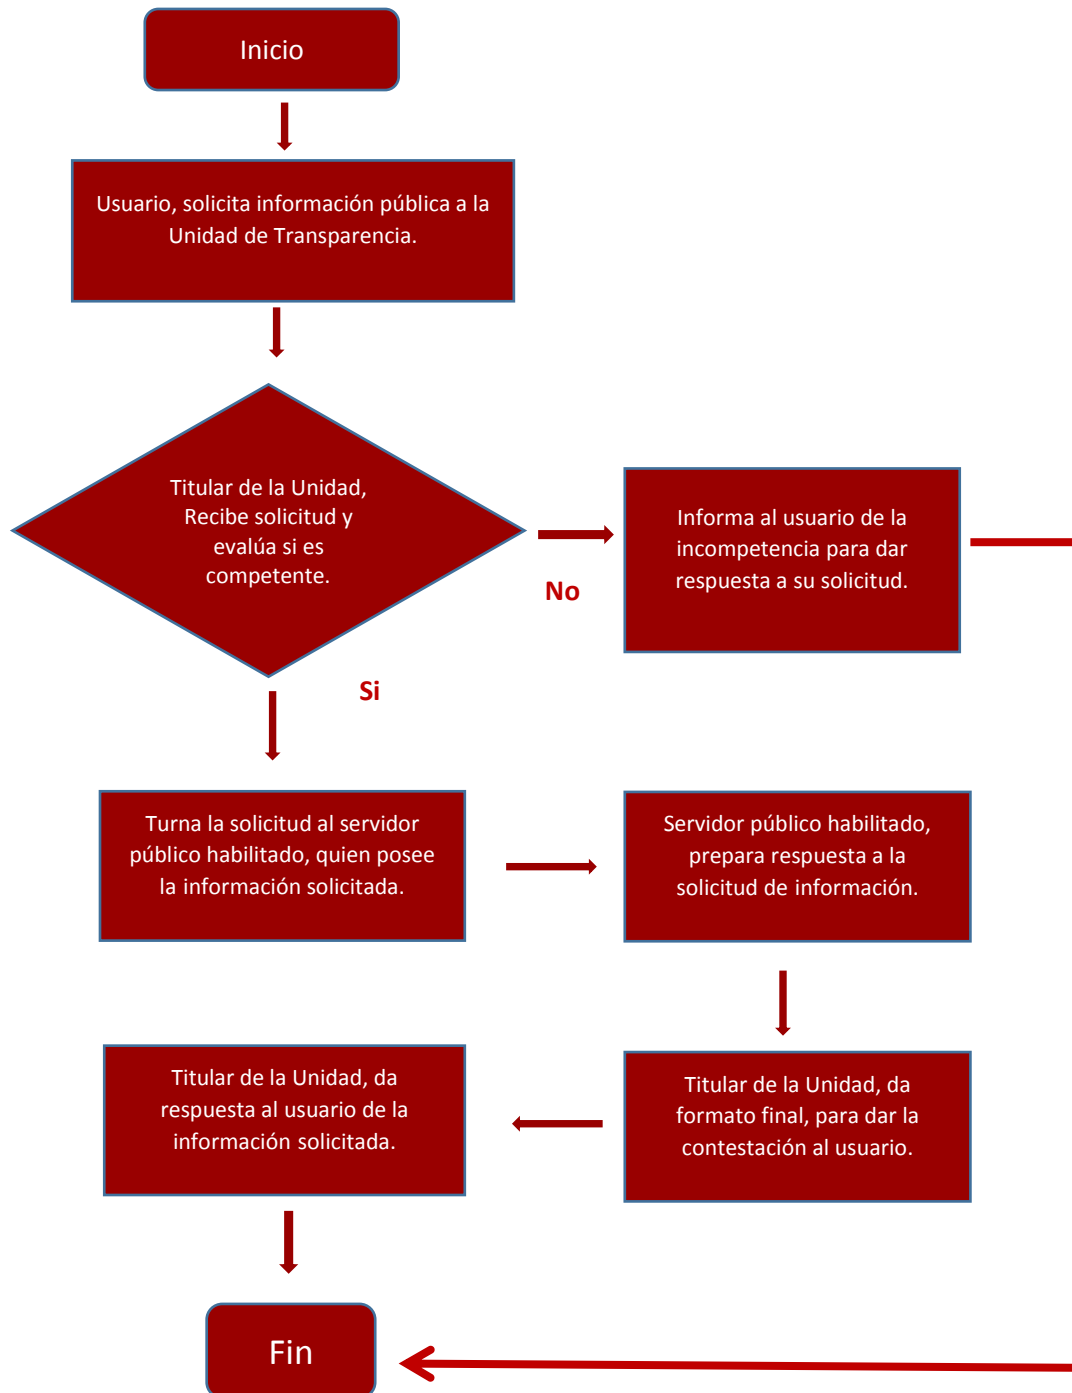 Inicio
Usuario, solicita información pública a la
Unidad de Transparencia.
Titular de la Unidad,
Recibe solicitud y
evalúa si es
competente.
No
Informa al usuario de la
incompetencia para dar
respuesta a su solicitud.
Si
Turna la solicitud al servidor
público habilitado, quien posee
la información solicitada.
Servidor público habilitado,
prepara respuesta a la
solicitud de información.
Titular de la Unidad, da
formato final, para dar la
contestación al usuario.
Titular de la Unidad, da
respuesta al usuario de la
información solicitada.
Fin